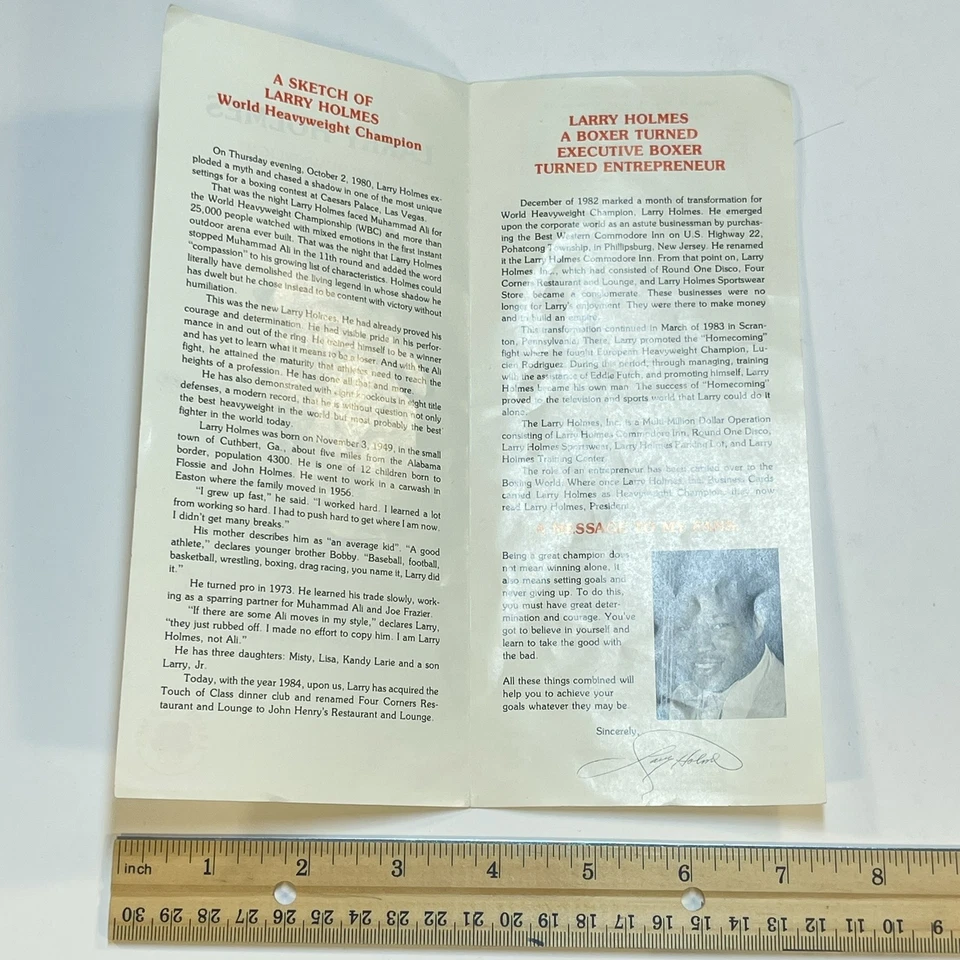 A SKETCH OF
LARRY HOLMES
World Heavyweight Champion
On Thursday evening, October 2, 1980, Larry Holmes ex-
ploded a myth and chased a shadow in one of the most unique
settings for a boxing contest at Caesars Palace, Las Vegas.
That was the night Larry Holmes faced Muhammad Ali for
the World Heavyweight Championship (WBC) and more than
25,000 people watched with mixed emotions in the first instant
outdoor arena ever built. That was the night that Larry Holmes
stopped Muhammad Ali in the 11th round and added the word
"compassion" to his growing list of characteristics. Holmes could
literally have demolished the living legend in whose shadow he
has dwelt but he chose instead to be content with victory without
humiliation.
This was the new Larry Holmes. He had already proved his
courage and determination. He had visible pride in his perfor-
mance in and out of the ring. He trained himself to be a winner
and has yet to learn what it means to be a loser. And with the Ali
fight, he attained the maturity that athletes need to reach the
heights of a profession. He has done all that and more.
He has also demonstrated with eight knockouts in eight title
defenses, a modern record, that he is without question not only
the best heavyweight in the world but most probably the best
fighter in the world today.
Larry Holmes was born on November 3, 1949, in the small
town of Cuthbert, Ga., about five miles from the Alabama
border, population 4300. He is one of 12 children born to
Flossie and John Holmes. He went to work in a carwash in
Easton where the family moved in 1956.
"I grew up fast," he said. "I worked hard. I learned a lot
from working so hard. I had to push hard to get where I am now.
I didn't get many breaks."
His mother describes him as "an average kid". "A good
athlete," declares younger brother Bobby. "Baseball, football,
basketball, wrestling, boxing, drag racing, you name it, Larry did
it."
He turned pro in 1973. He learned his trade slowly, work-
ing as a sparring partner for Muhammad Ali and Joe Frazier.
"If there are some Ali moves in my style," declares Larry,
"they just rubbed off. I made no effort to copy him. I am Larry
Holmes, not Ali."
He has three daughters: Misty, Lisa, Kandy Larie and a son
Larry, Jr.
Today, with the year 1984, upon us, Larry has acquired the
Touch of Class dinner club and renamed Four Corners Res-
taurant and Lounge to John Henry's Restaurant and Lounge.
LARRY HOLMES
A BOXER TURNED
EXECUTIVE BOXER
TURNED ENTREPRENEUR
December of 1982 marked a month of transformation for
World Heavyweight Champion, Larry Holmes. He emerged
upon the corporate world as an astute businessman by purchas-
ing the Best Western Commodore Inn on U.S. Highway 22,
Pohatcong Township, in Phillipsburg, New Jersey. He renamed
it the Larry Holmes Commodore Inn. From that point on, Larry
Holmes, Inc., which had consisted of Round One Disco, Four
Corners Restaurant and Lounge, and Larry Holmes Sportswear
Store, became a conglomerate. These businesses were no
longer for Larry's enjoyment. They were there to make money
and to build an empire.
This transformation continued in March of 1983 in Scran-
ton, Pennsylvania. There, Larry promoted the "Homecoming"
fight where he fought European Heavyweight Champion, Lu-
cien Rodriguez. During this period, through managing, training
with the assistance of Eddie Futch, and promoting himself, Larry
Holmes became his own man. The success of "Homecoming"
proved to the television and sports world that Larry could do it
alone.
The Larry Holmes, Inc. is a Multi-Million Dollar Operation
consisting of Larry Holmes Commodore Inn, Round One Disco,
Larry Holmes Sportswear, Larry Holmes Parking Lot, and Larry
Holmes Training Center.
The role of an entrepreneur has been carried over to the
Boxing World. Where once Larry Holmes, Inc. Business Cards
carried Larry Holmes as Heavyweight Champion, they now
read Larry Holmes, President.
A MESSAGE TO MY FANS
Being a great champion does
not mean winning alone, it
also means setting goals and
never giving up. To do this,
you must have great deter-
mination and courage. You've
got to believe in yourself and
learn to take the good with
the bad.
All these things combined will
help you to achieve your
goals whatever they may be.
Sincerely,
Larry Holmes
inch 1 2 3 4 5 6 7 8
30 29 28 27 26 25 24 23 22 21 20 19 18 17 16 15 14 13 12 11 10 9